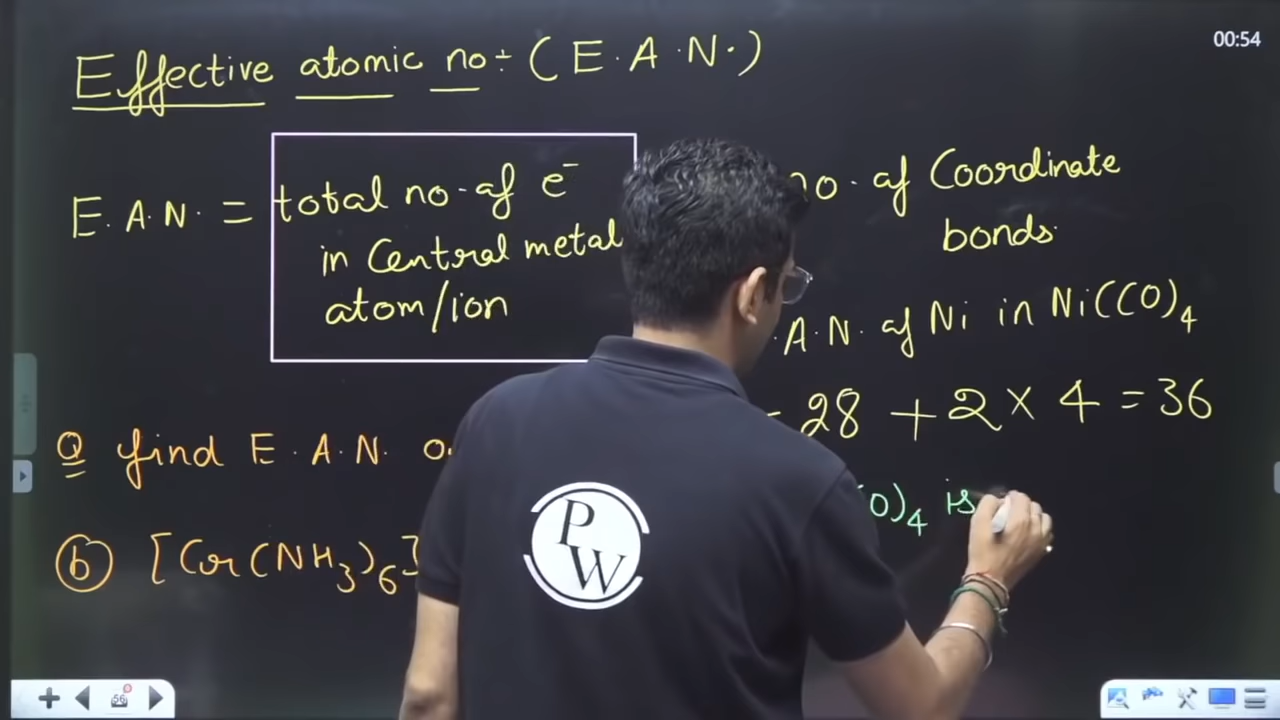 00:54
Effective atomic no÷ (E.A.N.)
E.A.N. = total no. of e⁻
in Central metal
atom/ion
no. of Coordinate
bonds
A.N. of Ni in Ni(CO)₄
28 + 2 × 4 = 36
Q find E.A.N.
O)₄ is
(b) [Cr(NH₃)₆]
PW
56